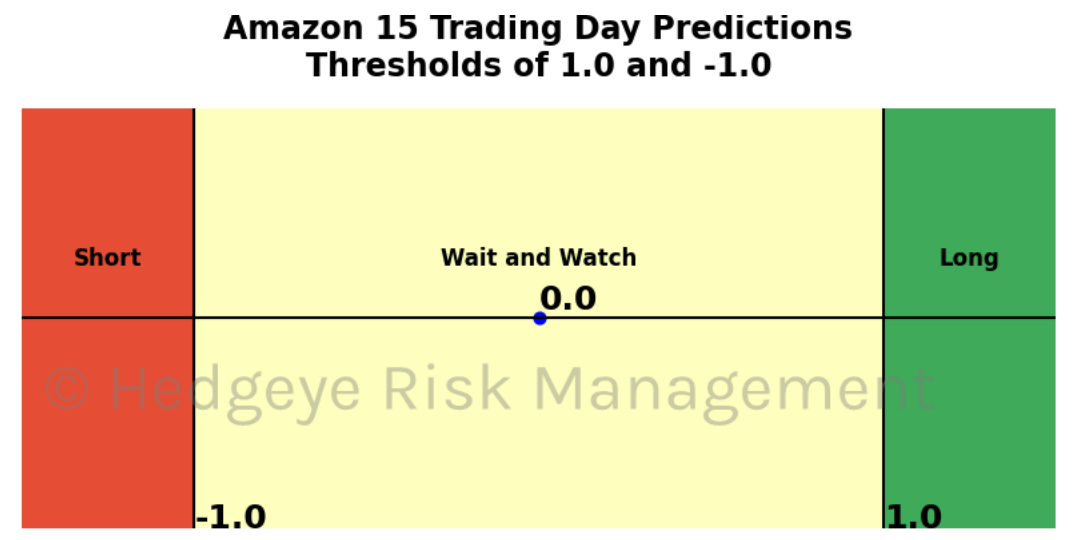 Amazon 15 Trading Day Predictions
Thresholds of 1.0 and -1.0
Short
Wait and Watch
Long
0.0
© Hedgeye Risk Management
-1.0
1.0